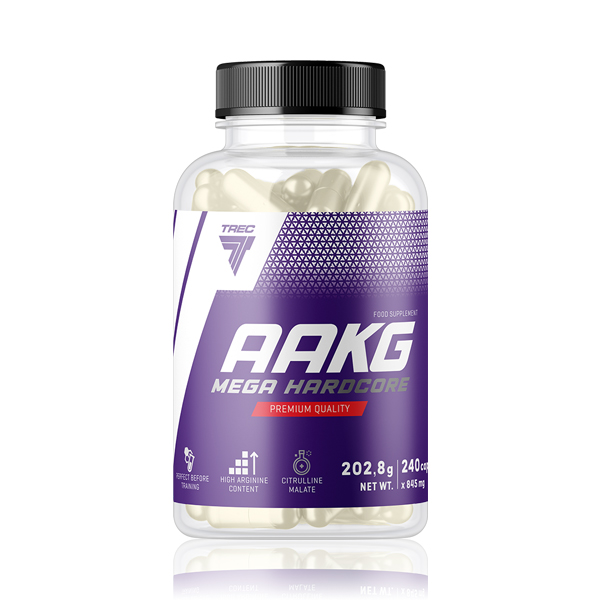 TREC
FOOD SUPPLEMENT
AAKG
MEGA HARDCORE
PREMIUM QUALITY
PERFECT BEFORE
TRAINING
HIGH ARGININE
CONTENT
CITRULLINE
MALATE
202,8g
NET WT.
240 cap
x 845 mg